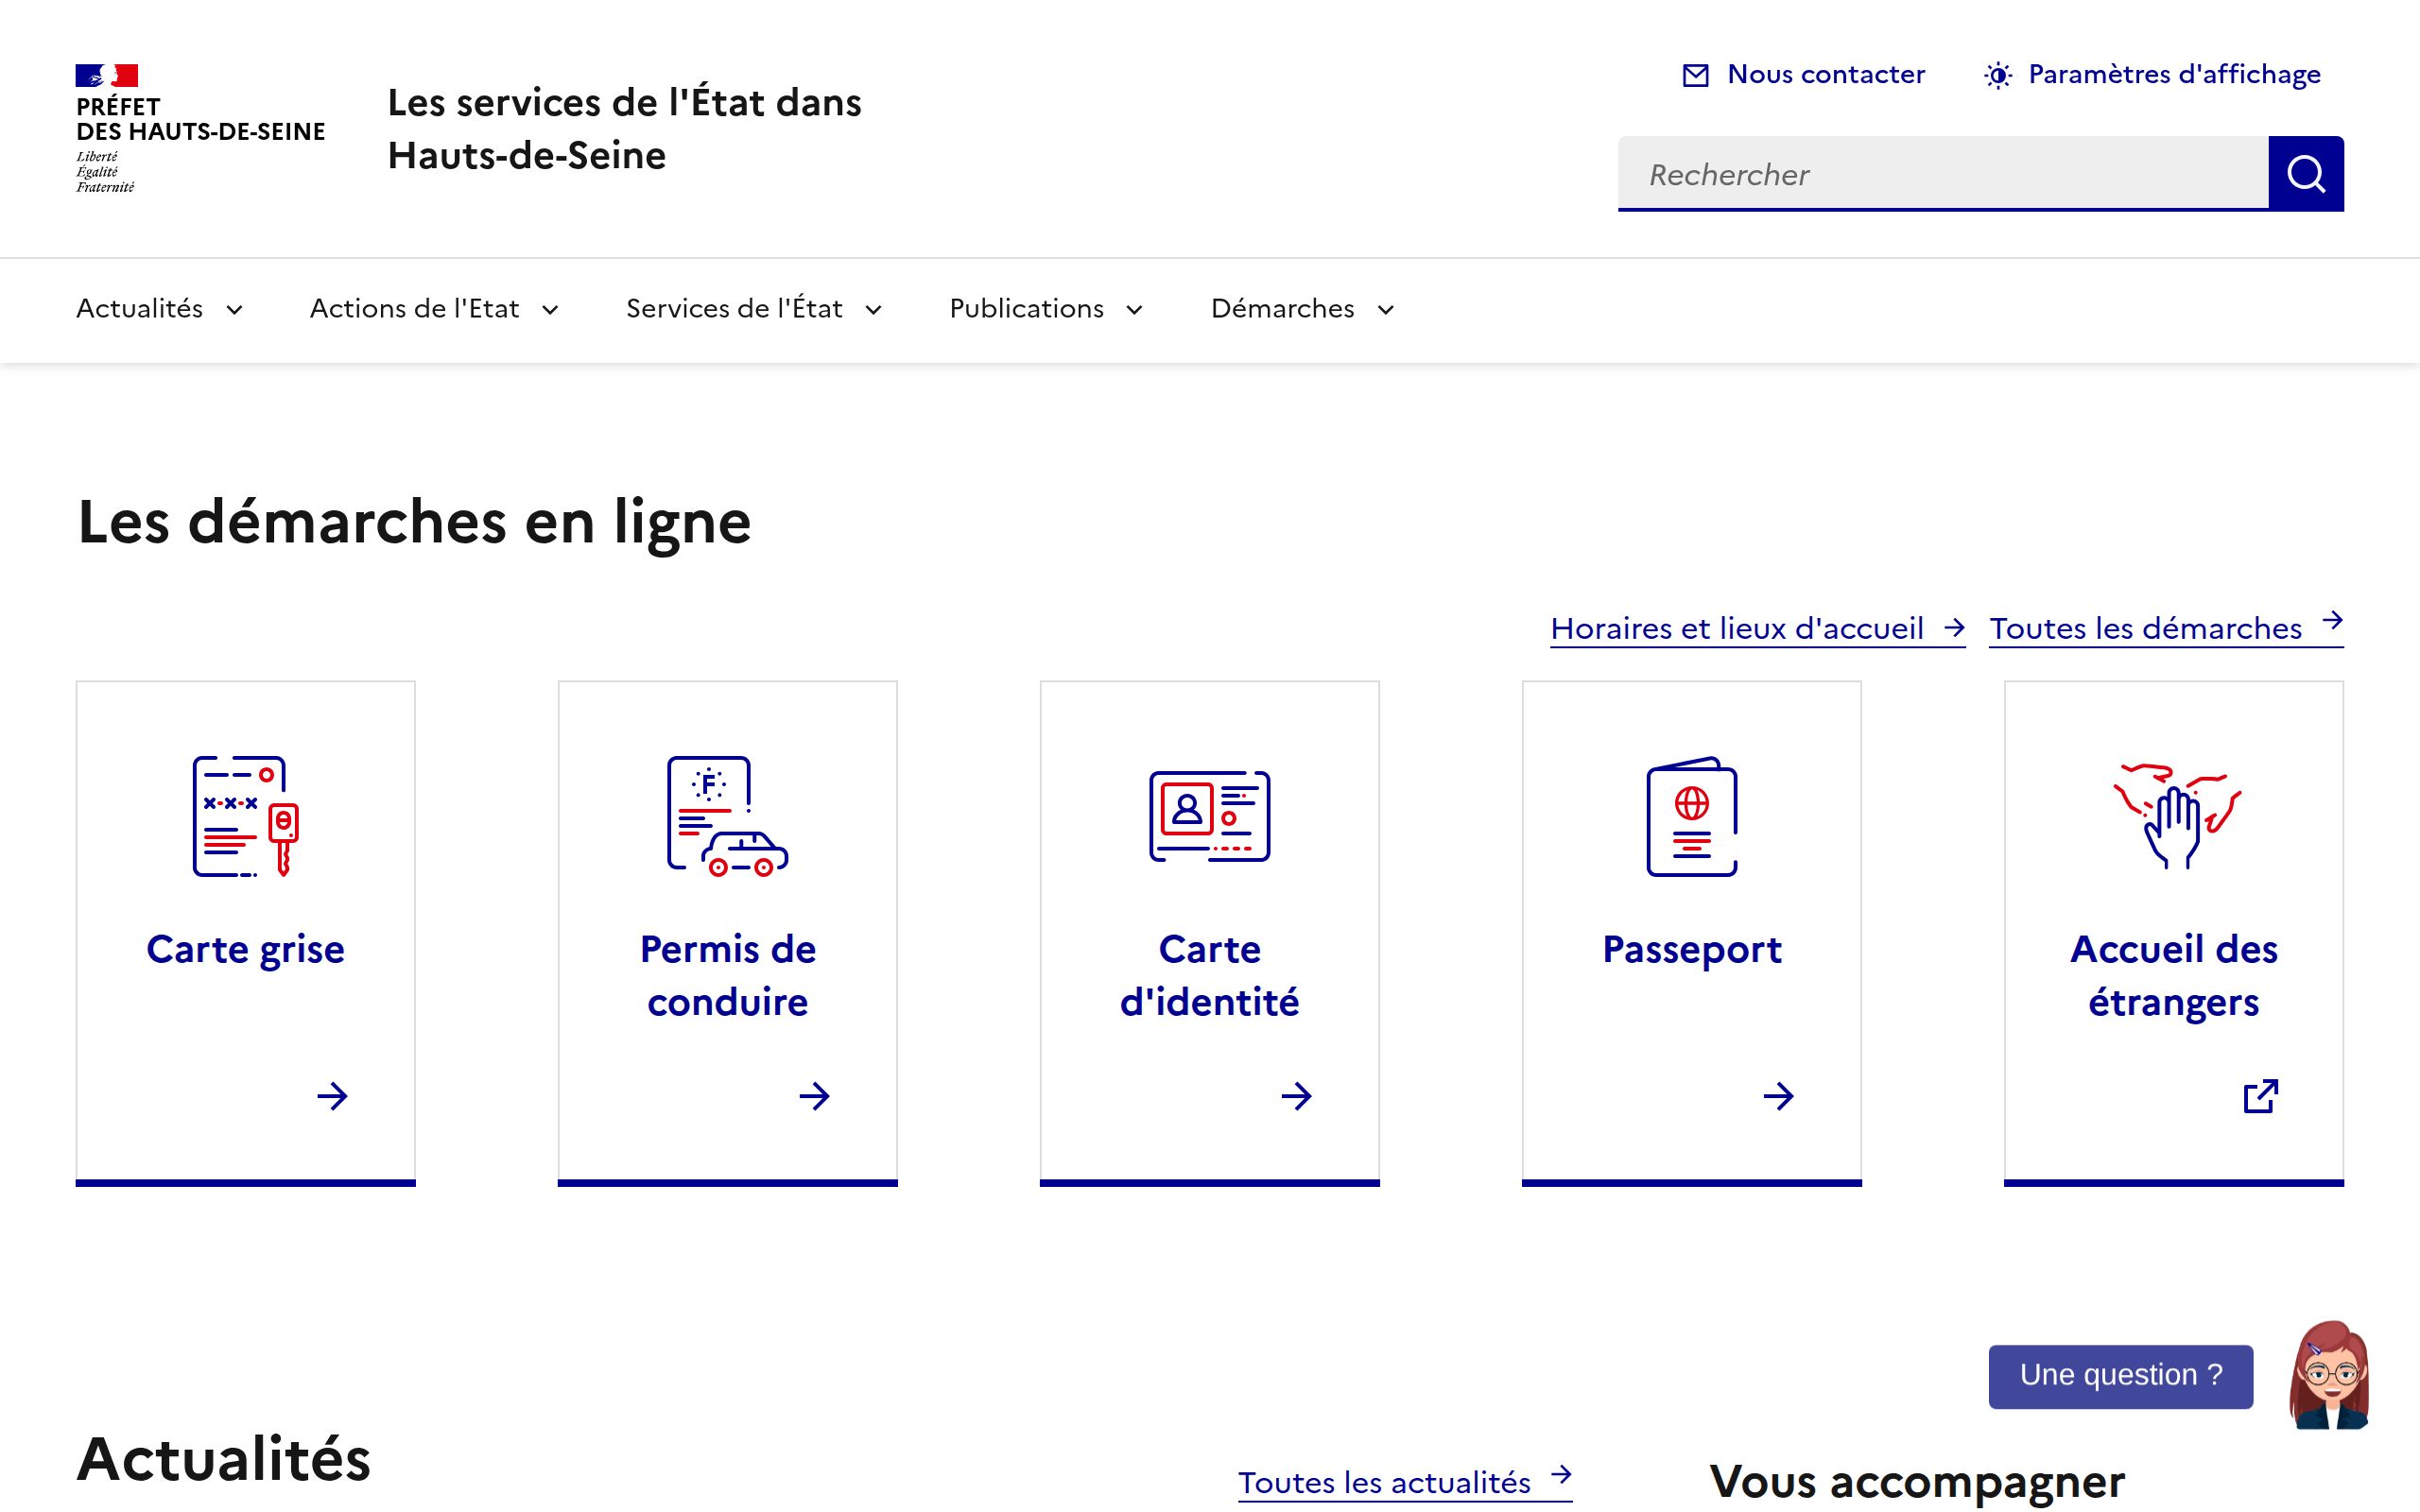 PRÉFET
DES HAUTS-DE-SEINE
Liberté
Égalité
Fraternité
Les services de l'État dans
Hauts-de-Seine
Nous contacter
Paramètres d'affichage
Rechercher
Actualités
Actions de l'Etat
Services de l'État
Publications
Démarches
Les démarches en ligne
Horaires et lieux d'accueil
Toutes les démarches
Carte grise
F
Permis de
conduire
Carte
d'identité
Passeport
Accueil des
étrangers
Une question ?
Actualités
Toutes les actualités
Vous accompagner